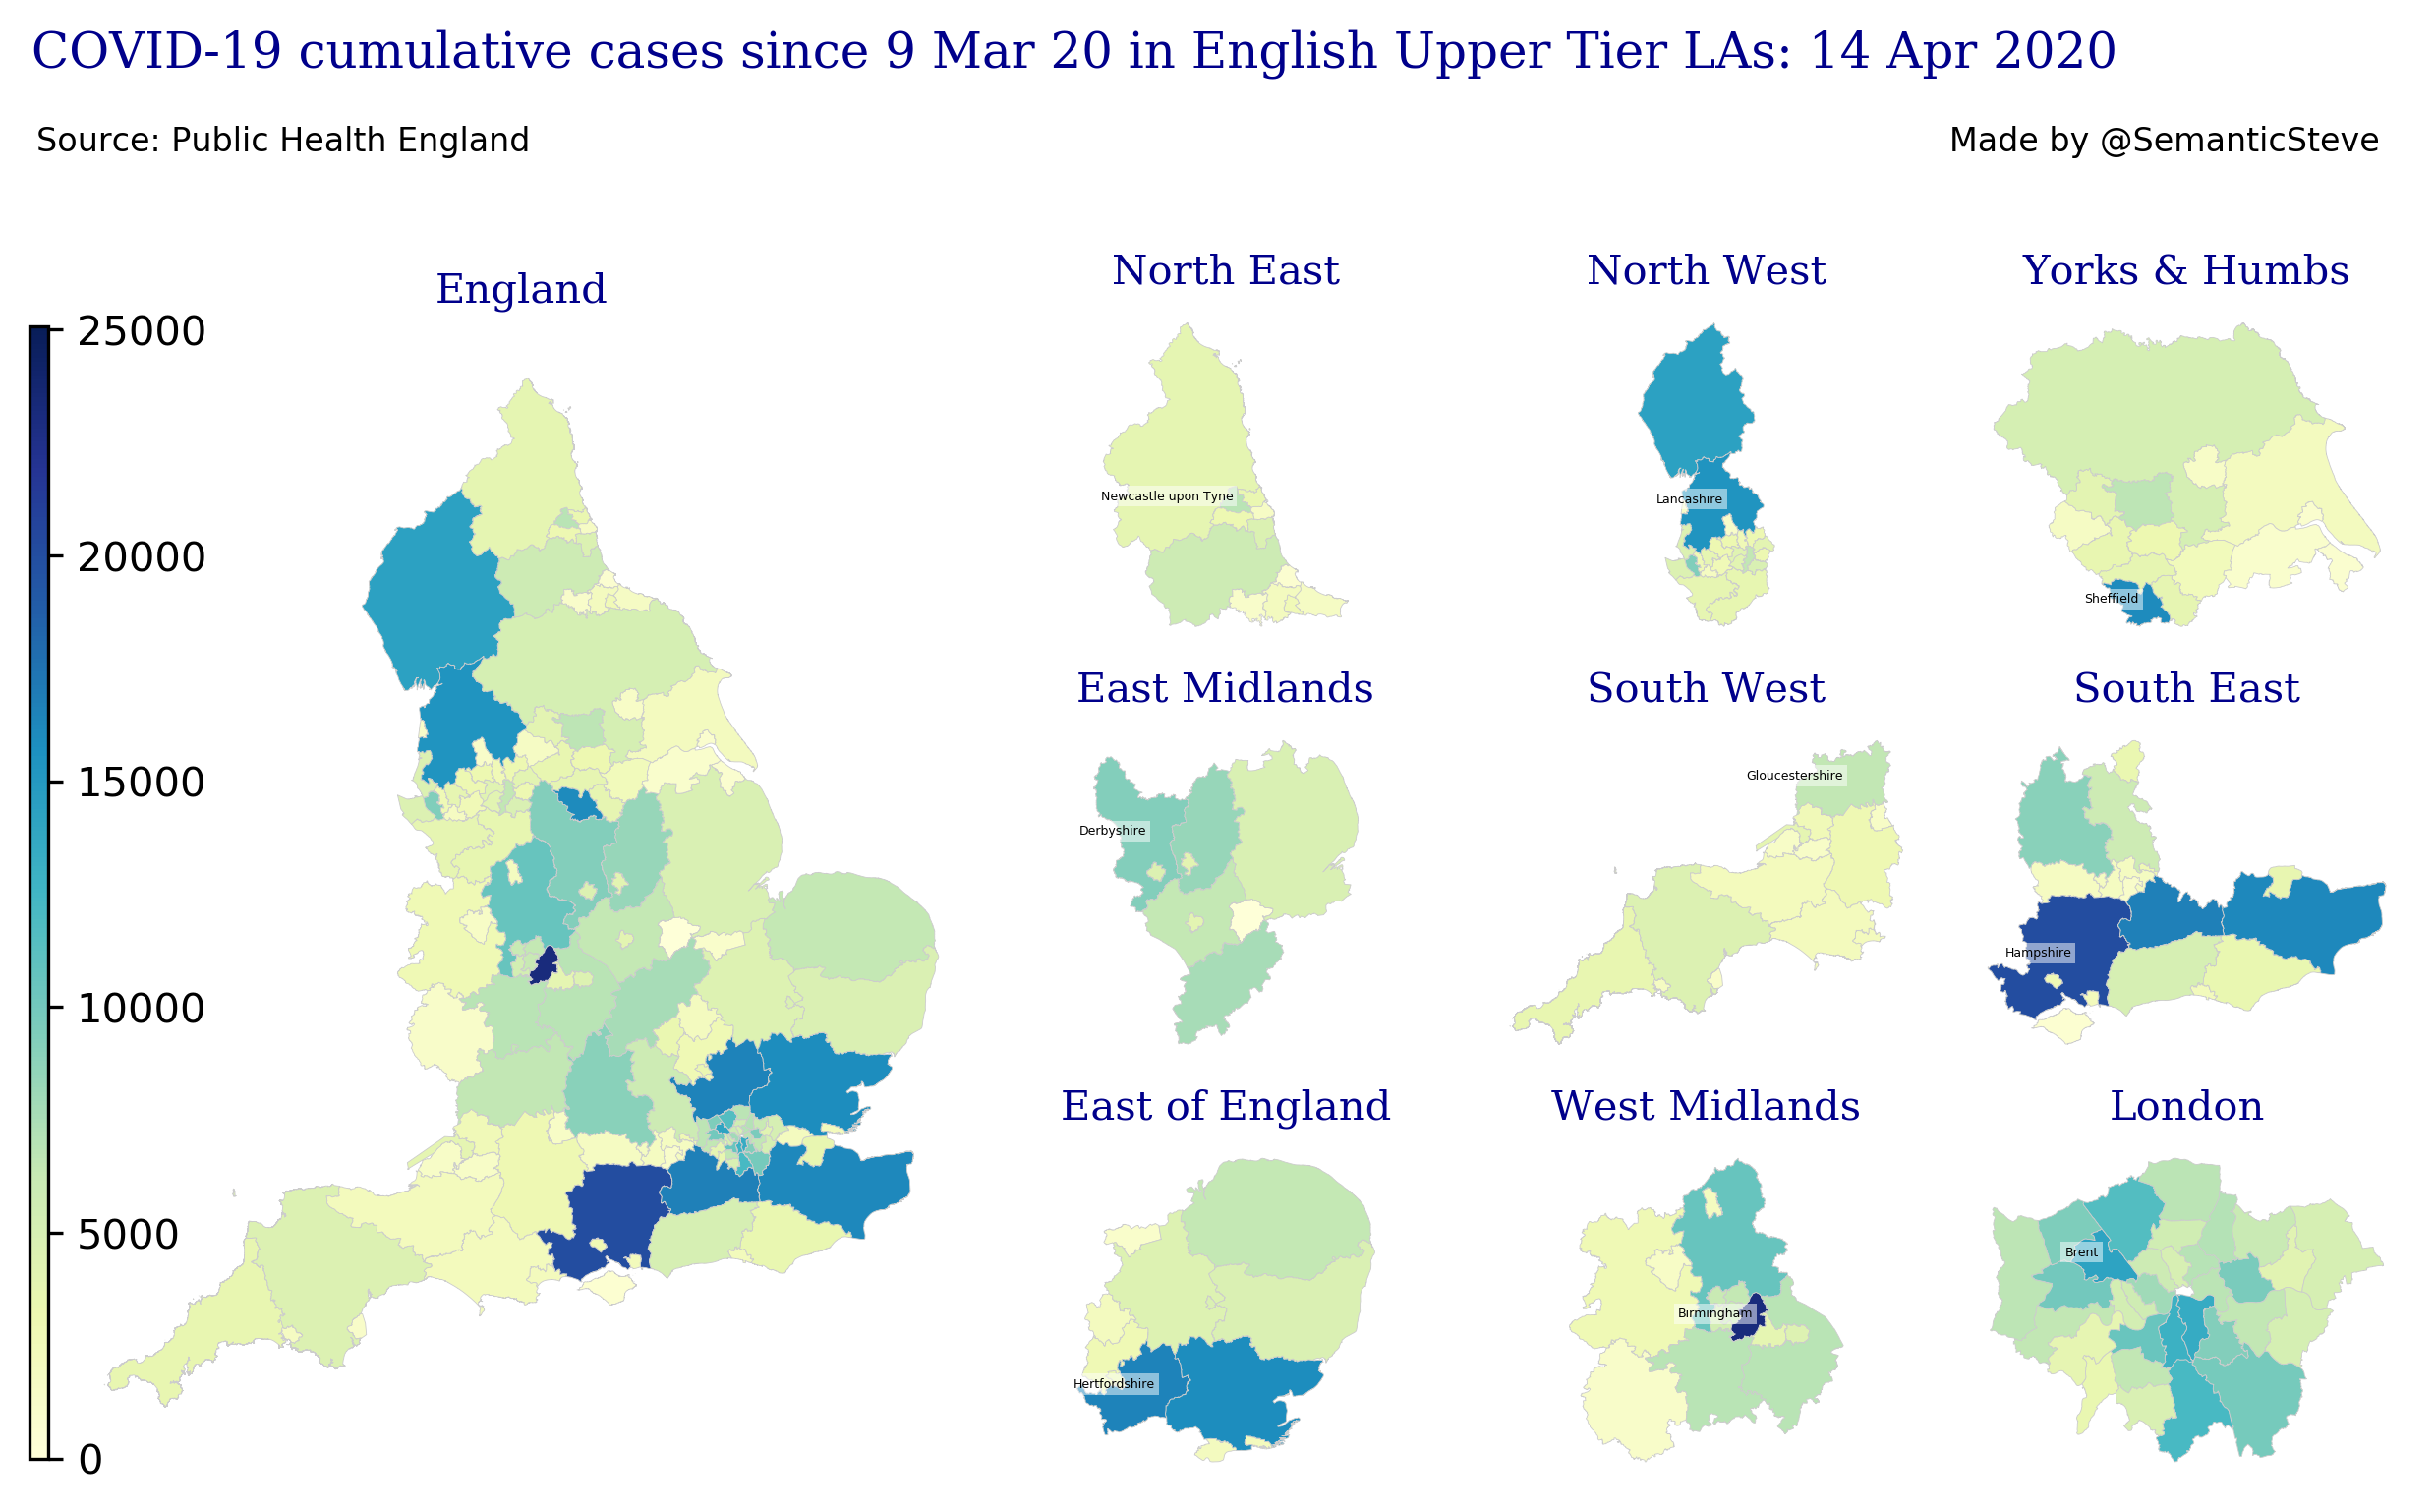 COVID-19 cumulative cases since 9 Mar 20 in English Upper Tier LAs: 14 Apr 2020
Source: Public Health England
Made by @SemanticSteve
England
25000
20000
15000
10000
5000
0
North East
Newcastle upon Tyne
North West
Lancashire
Yorks & Humbs
Sheffield
East Midlands
Derbyshire
South West
Gloucestershire
South East
Hampshire
East of England
Hertfordshire
West Midlands
Birmingham
London
Brent